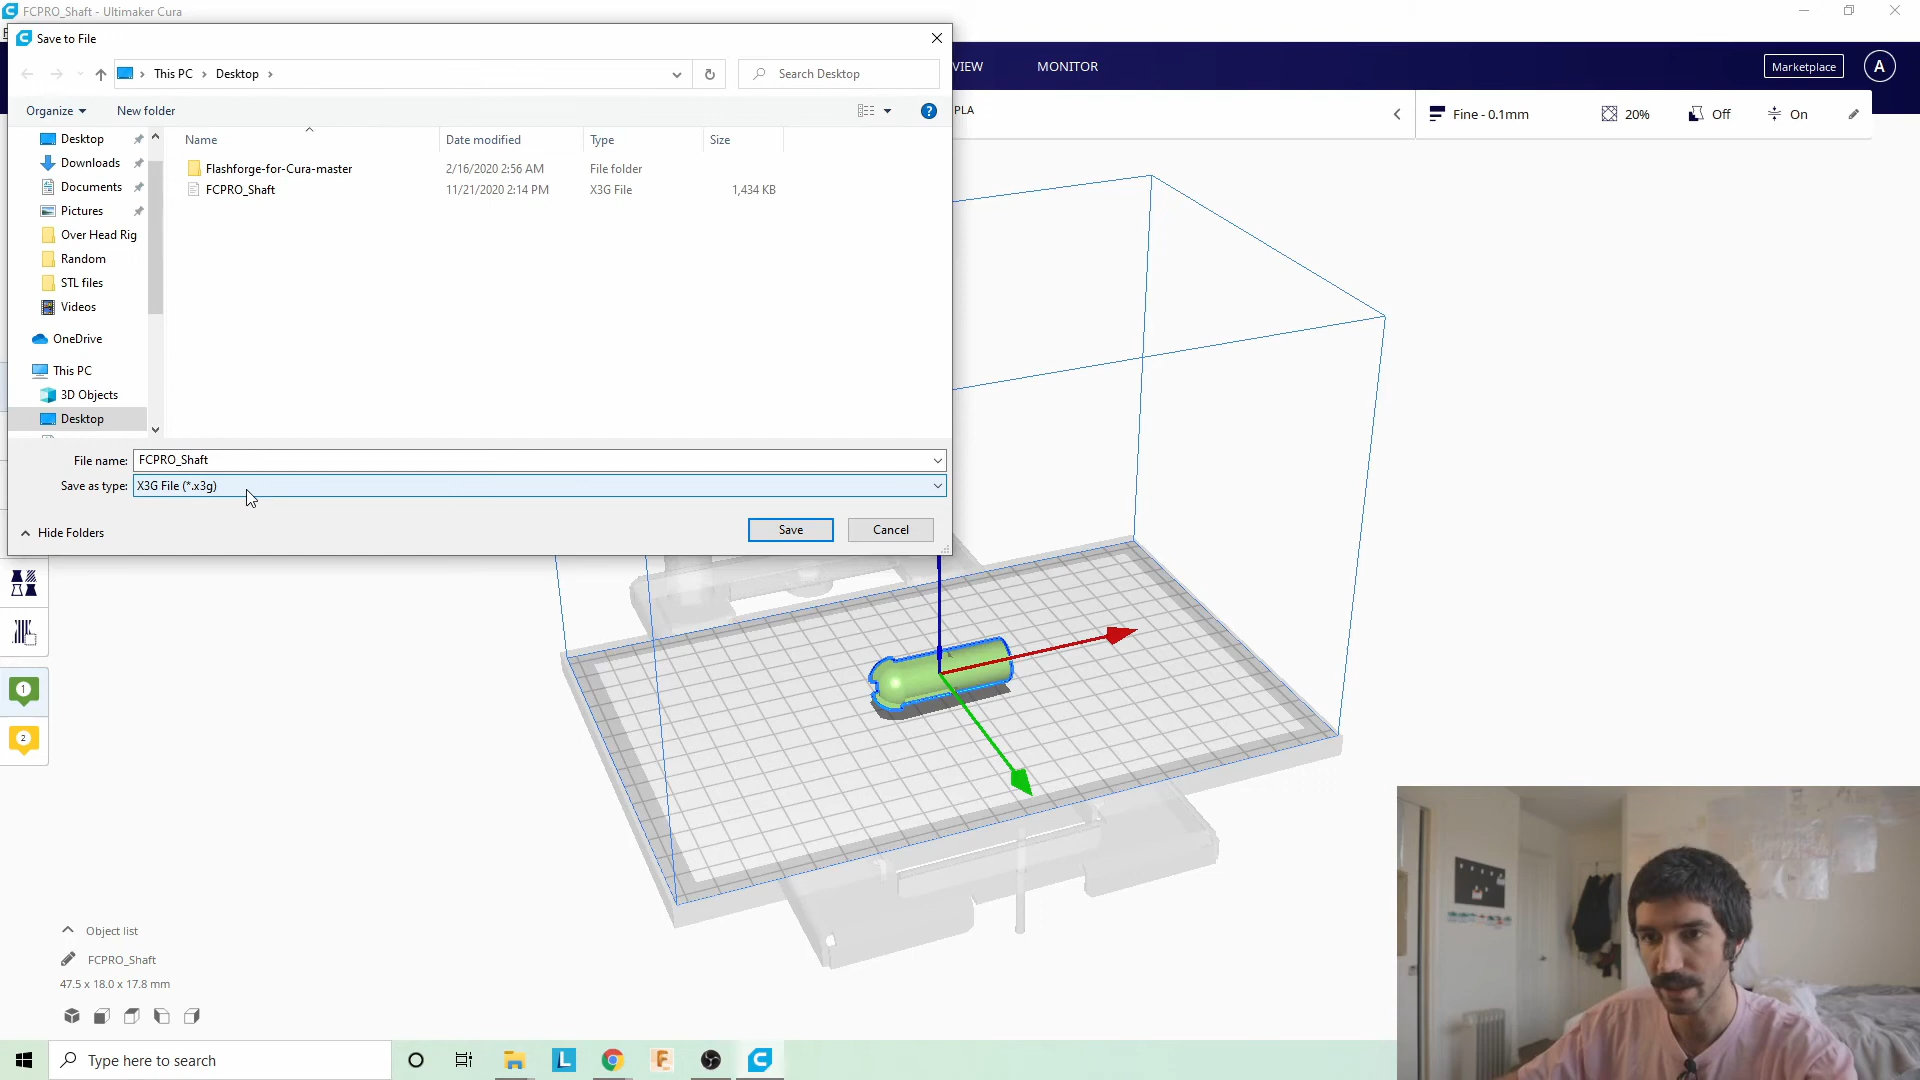 FCPRO_Shaft - Ultimaker Cura
Save to File
This PC > Desktop >
Search Desktop
VIEW
MONITOR
Marketplace
A
Organize
New folder
PLA
Fine - 0.1mm
20%
Off
On
Name
Date modified
Type
Size
Desktop
Downloads
Documents
Pictures
Over Head Rig
Random
STL files
Videos
OneDrive
This PC
3D Objects
Desktop
Flashforge-for-Cura-master 2/16/2020 2:56 AM File folder
FCPRO_Shaft 11/21/2020 2:14 PM X3G File 1,434 KB
File name: FCPRO_Shaft
Save as type: X3G File (*.x3g)
Hide Folders
Save
Cancel
1
2
Object list
FCPRO_Shaft
47.5 x 18.0 x 17.8 mm
Type here to search